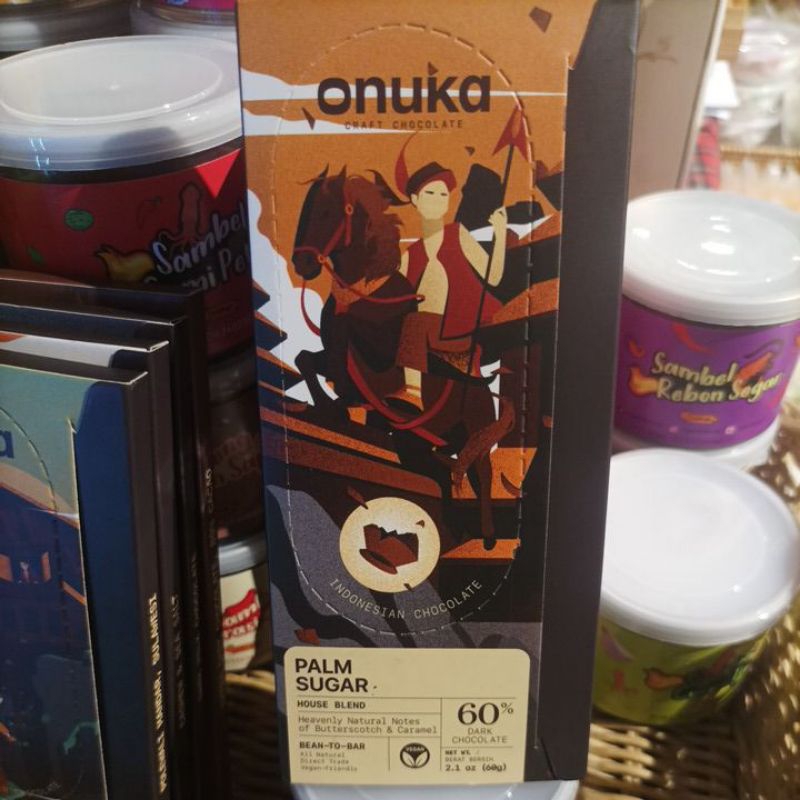 onuka
CRAFT CHOCOLATE
INDONESIAN CHOCOLATE
PALM
SUGAR
HOUSE BLEND
Heavenly Natural Notes
of Butterscotch & Caramel
BEAN-TO-BAR
All Natural
Direct Trade
Vegan-Friendly
VEGAN
60%
DARK
CHOCOLATE
NET WT. /
BERAT BERSIH
2.1 oz (60g)
Sambel
Sambel
Rebon Segar
SULAWESI